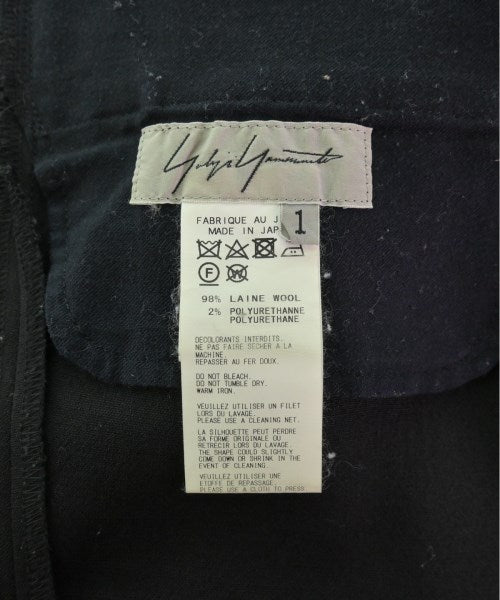 Yohji Yamamoto
1
FABRIQUE AU J
MADE IN JAP
F
W
98% LAINE WOOL
2% POLYURETHANNE
POLYURETHANE
DECOLORANTS INTERDITS.
NE PAS FAIRE SECHER A LA
MACHINE
REPASSER AU FER DOUX.
DO NOT BLEACH.
DO NOT TUMBLE DRY.
WARM IRON.
VEUILLEZ UTILISER UN FILET
LORS DU LAVAGE.
PLEASE USE A CLEANING NET.
LA SILHOUETTE PEUT PERDRE
SA FORME ORIGINALE OU
RETRECIR LORS DU LAVAGE.
THE SHAPE COULD SLIGHTLY
COME DOWN OR SHRINK IN THE
EVENT OF CLEANING.
VEUILLEZ UTILISER UNE
ETOFFE DE REPASSAGE.
PLEASE USE A CLOTH TO PRESS